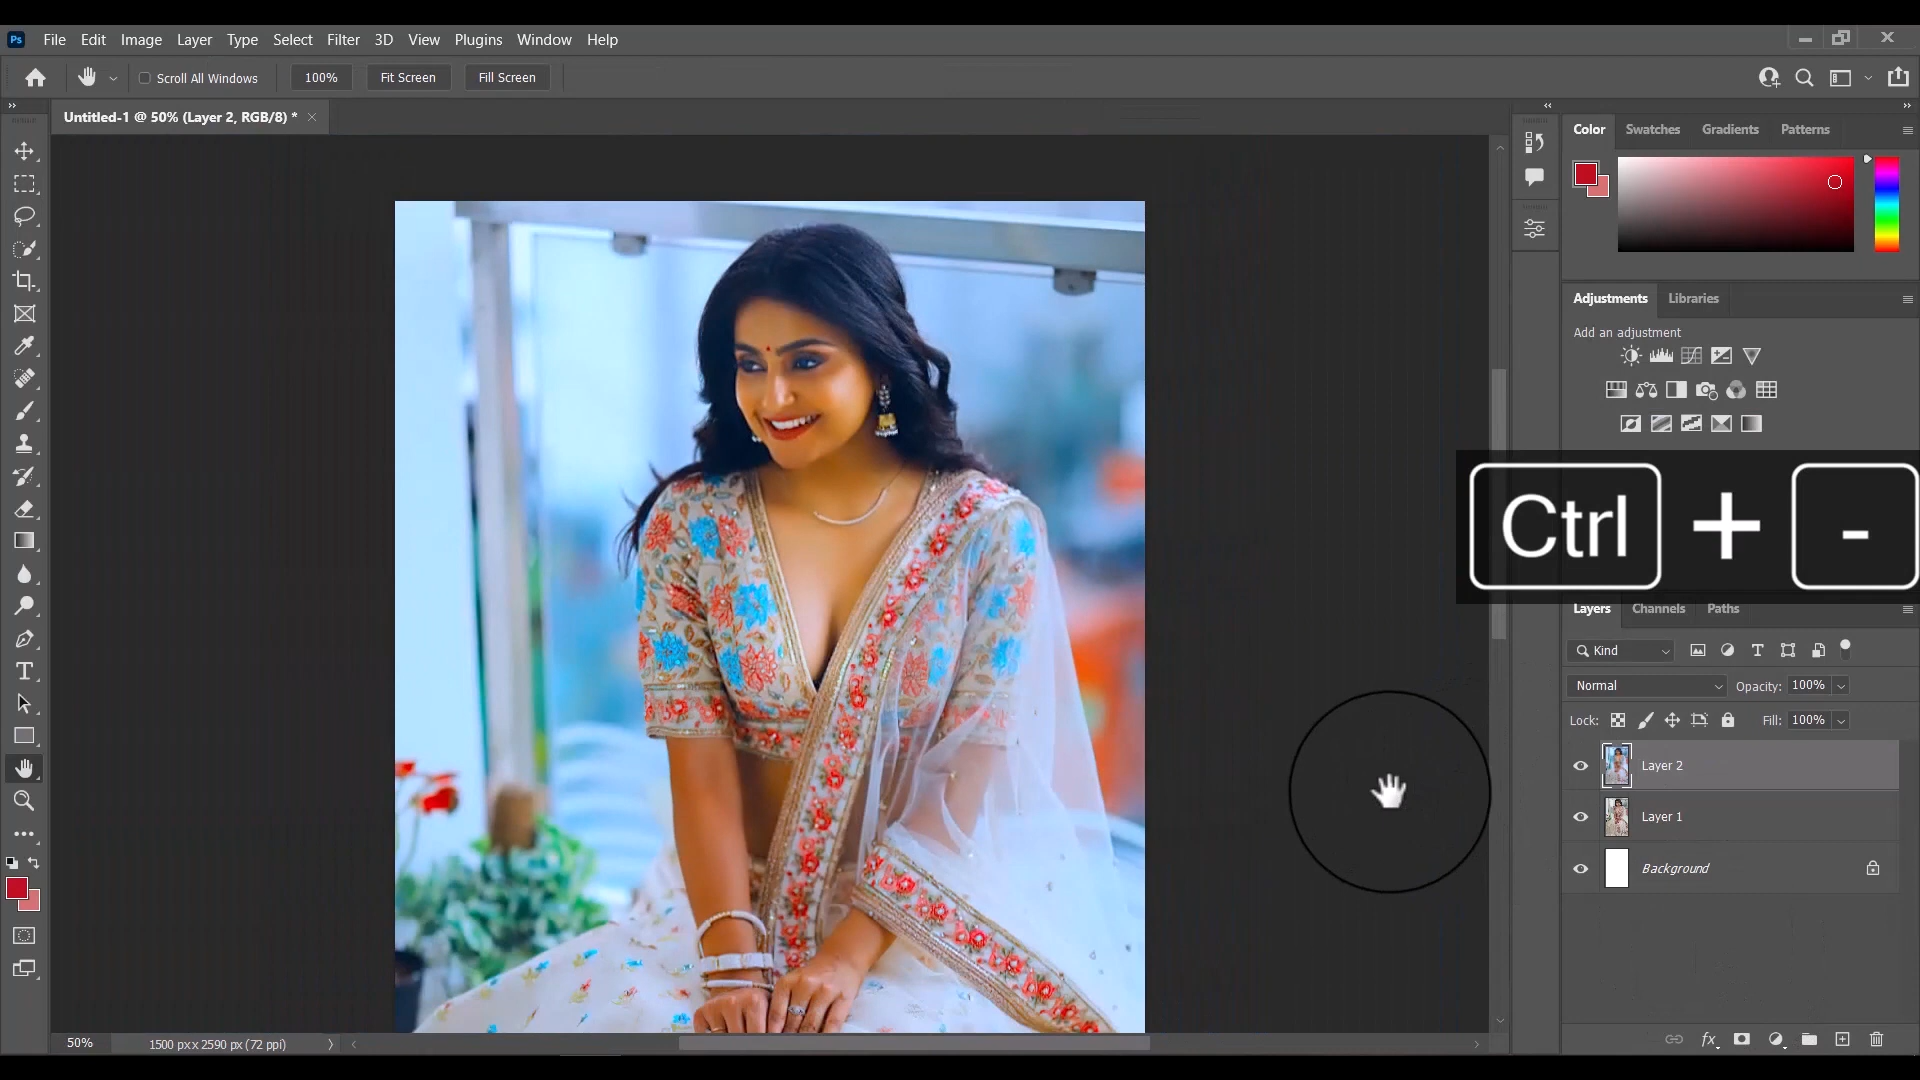 Ps File Edit Image Layer Type Select Filter 3D View Plugins Window Help
Scroll All Windows 100% Fit Screen Fill Screen
Untitled-1 @ 50% (Layer 2, RGB/8) *
Color Swatches Gradients Patterns
Adjustments Libraries
Add an adjustment
Ctrl + -
Layers Channels Paths
Kind
Normal Opacity: 100%
Lock: Fill: 100%
Layer 2
Layer 1
Background
50% 1500 px x 2590 px (72 ppi)
fx